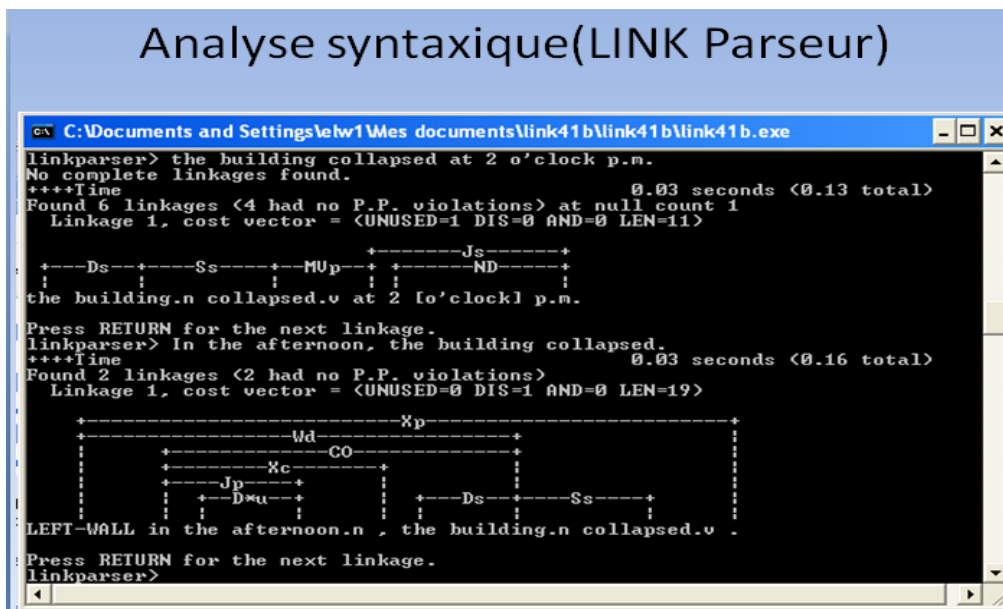 Analyse syntaxique(LINK Parseur)
C:\Documents and Settings\elw1\Mes documents\link41b\link41b\link41b.exe
linkparser> the building collapsed at 2 o'clock p.m.
No complete linkages found.
++++Time 0.03 seconds (0.13 total)
Found 6 linkages (4 had no P.P. violations) at null count 1
Linkage 1, cost vector = (UNUSED=1 DIS=0 AND=0 LEN=11)
+-------Js------+
+---Ds--+----Ss----+--MVp--+ +------ND-----+
the building.n collapsed.v at 2 [o'clock] p.m.
Press RETURN for the next linkage.
linkparser> In the afternoon, the building collapsed.
++++Time 0.03 seconds (0.16 total)
Found 2 linkages (2 had no P.P. violations)
Linkage 1, cost vector = (UNUSED=0 DIS=1 AND=0 LEN=19)
+---------------------------Xp--------------------------+
+-----------------Wd----------------+
+-------------CO------------+
+--------Xc-------+
+----Jp----+
+--D*u--+ +---Ds--+----Ss----+
LEFT-WALL in the afternoon.n , the building.n collapsed.v .
Press RETURN for the next linkage.
linkparser>